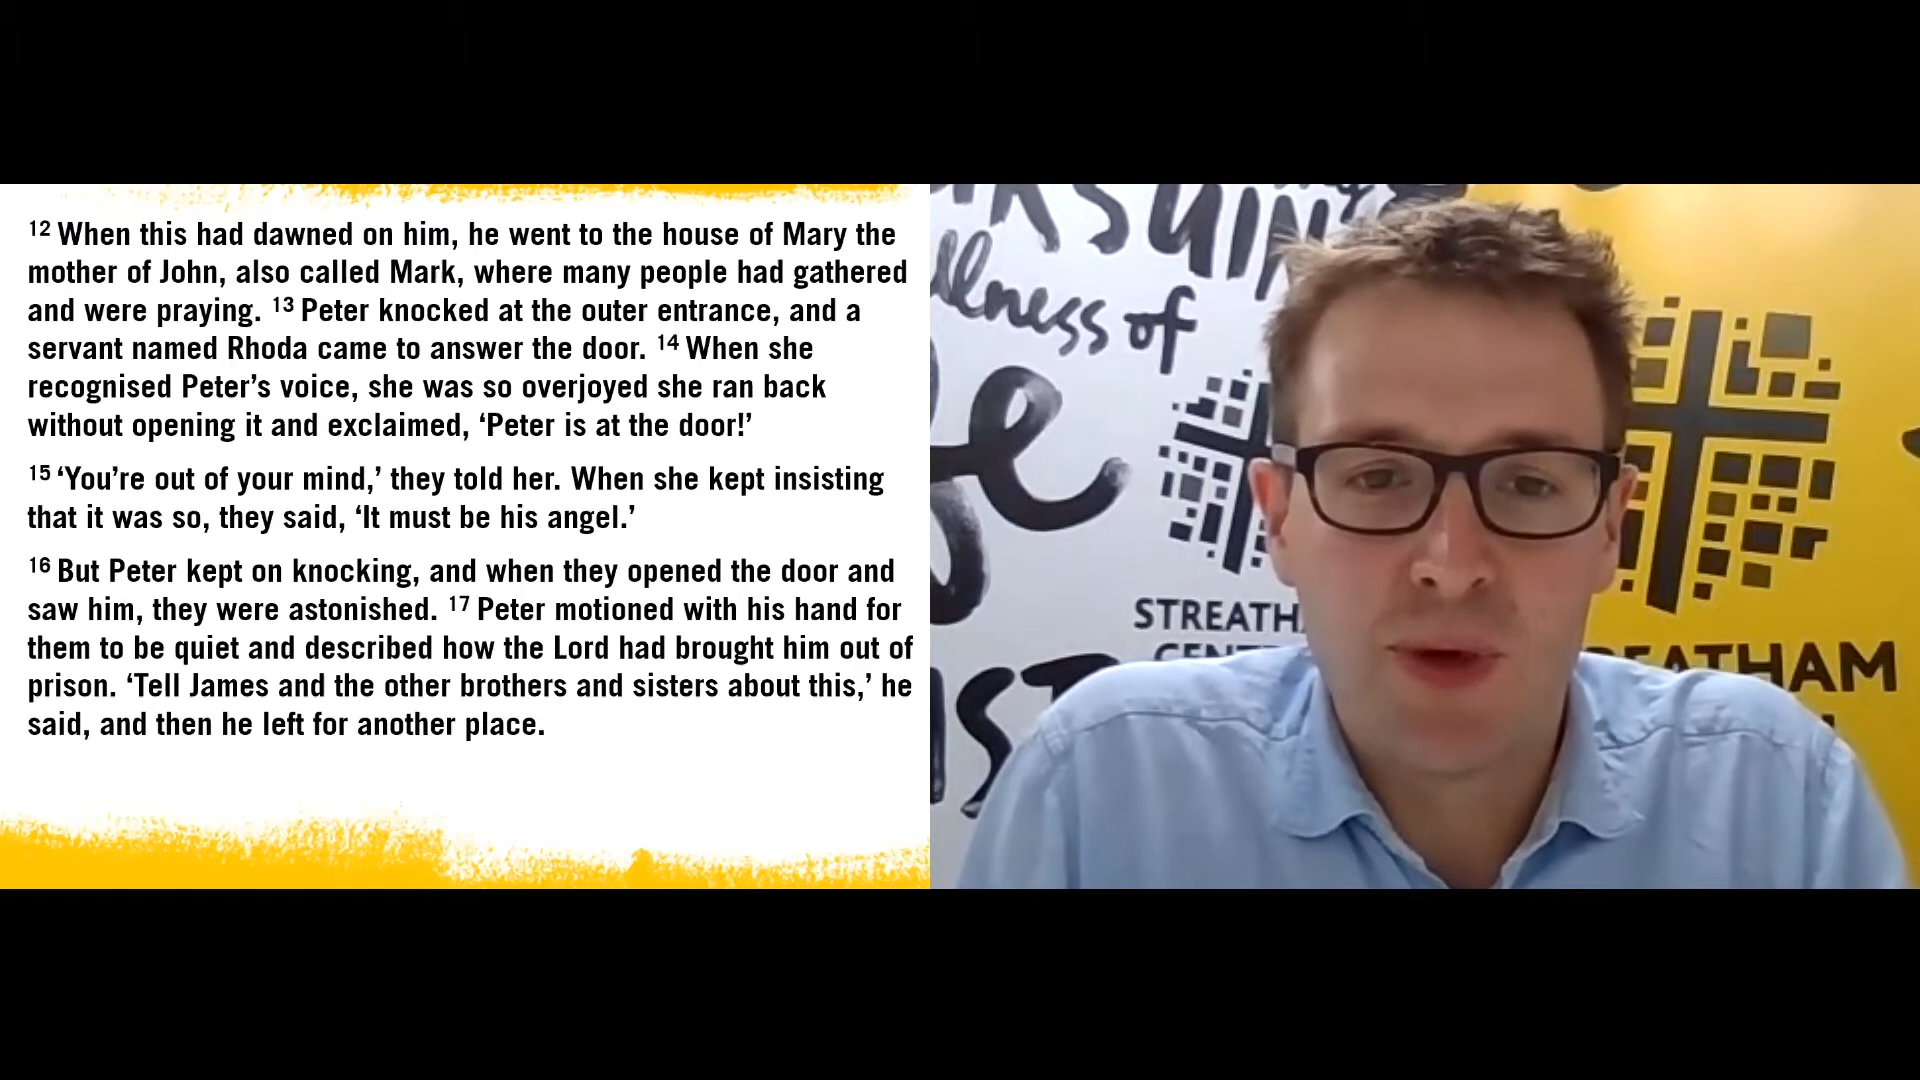 ¹² When this had dawned on him, he went to the house of Mary the
mother of John, also called Mark, where many people had gathered
and were praying. ¹³ Peter knocked at the outer entrance, and a
servant named Rhoda came to answer the door. ¹⁴ When she
recognised Peter’s voice, she was so overjoyed she ran back
without opening it and exclaimed, ‘Peter is at the door!’
¹⁵ ‘You’re out of your mind,’ they told her. When she kept insisting
that it was so, they said, ‘It must be his angel.’
¹⁶ But Peter kept on knocking, and when they opened the door and
saw him, they were astonished. ¹⁷ Peter motioned with his hand for
them to be quiet and described how the Lord had brought him out of
prison. ‘Tell James and the other brothers and sisters about this,’ he
said, and then he left for another place.
of
STREATH
EATHAM